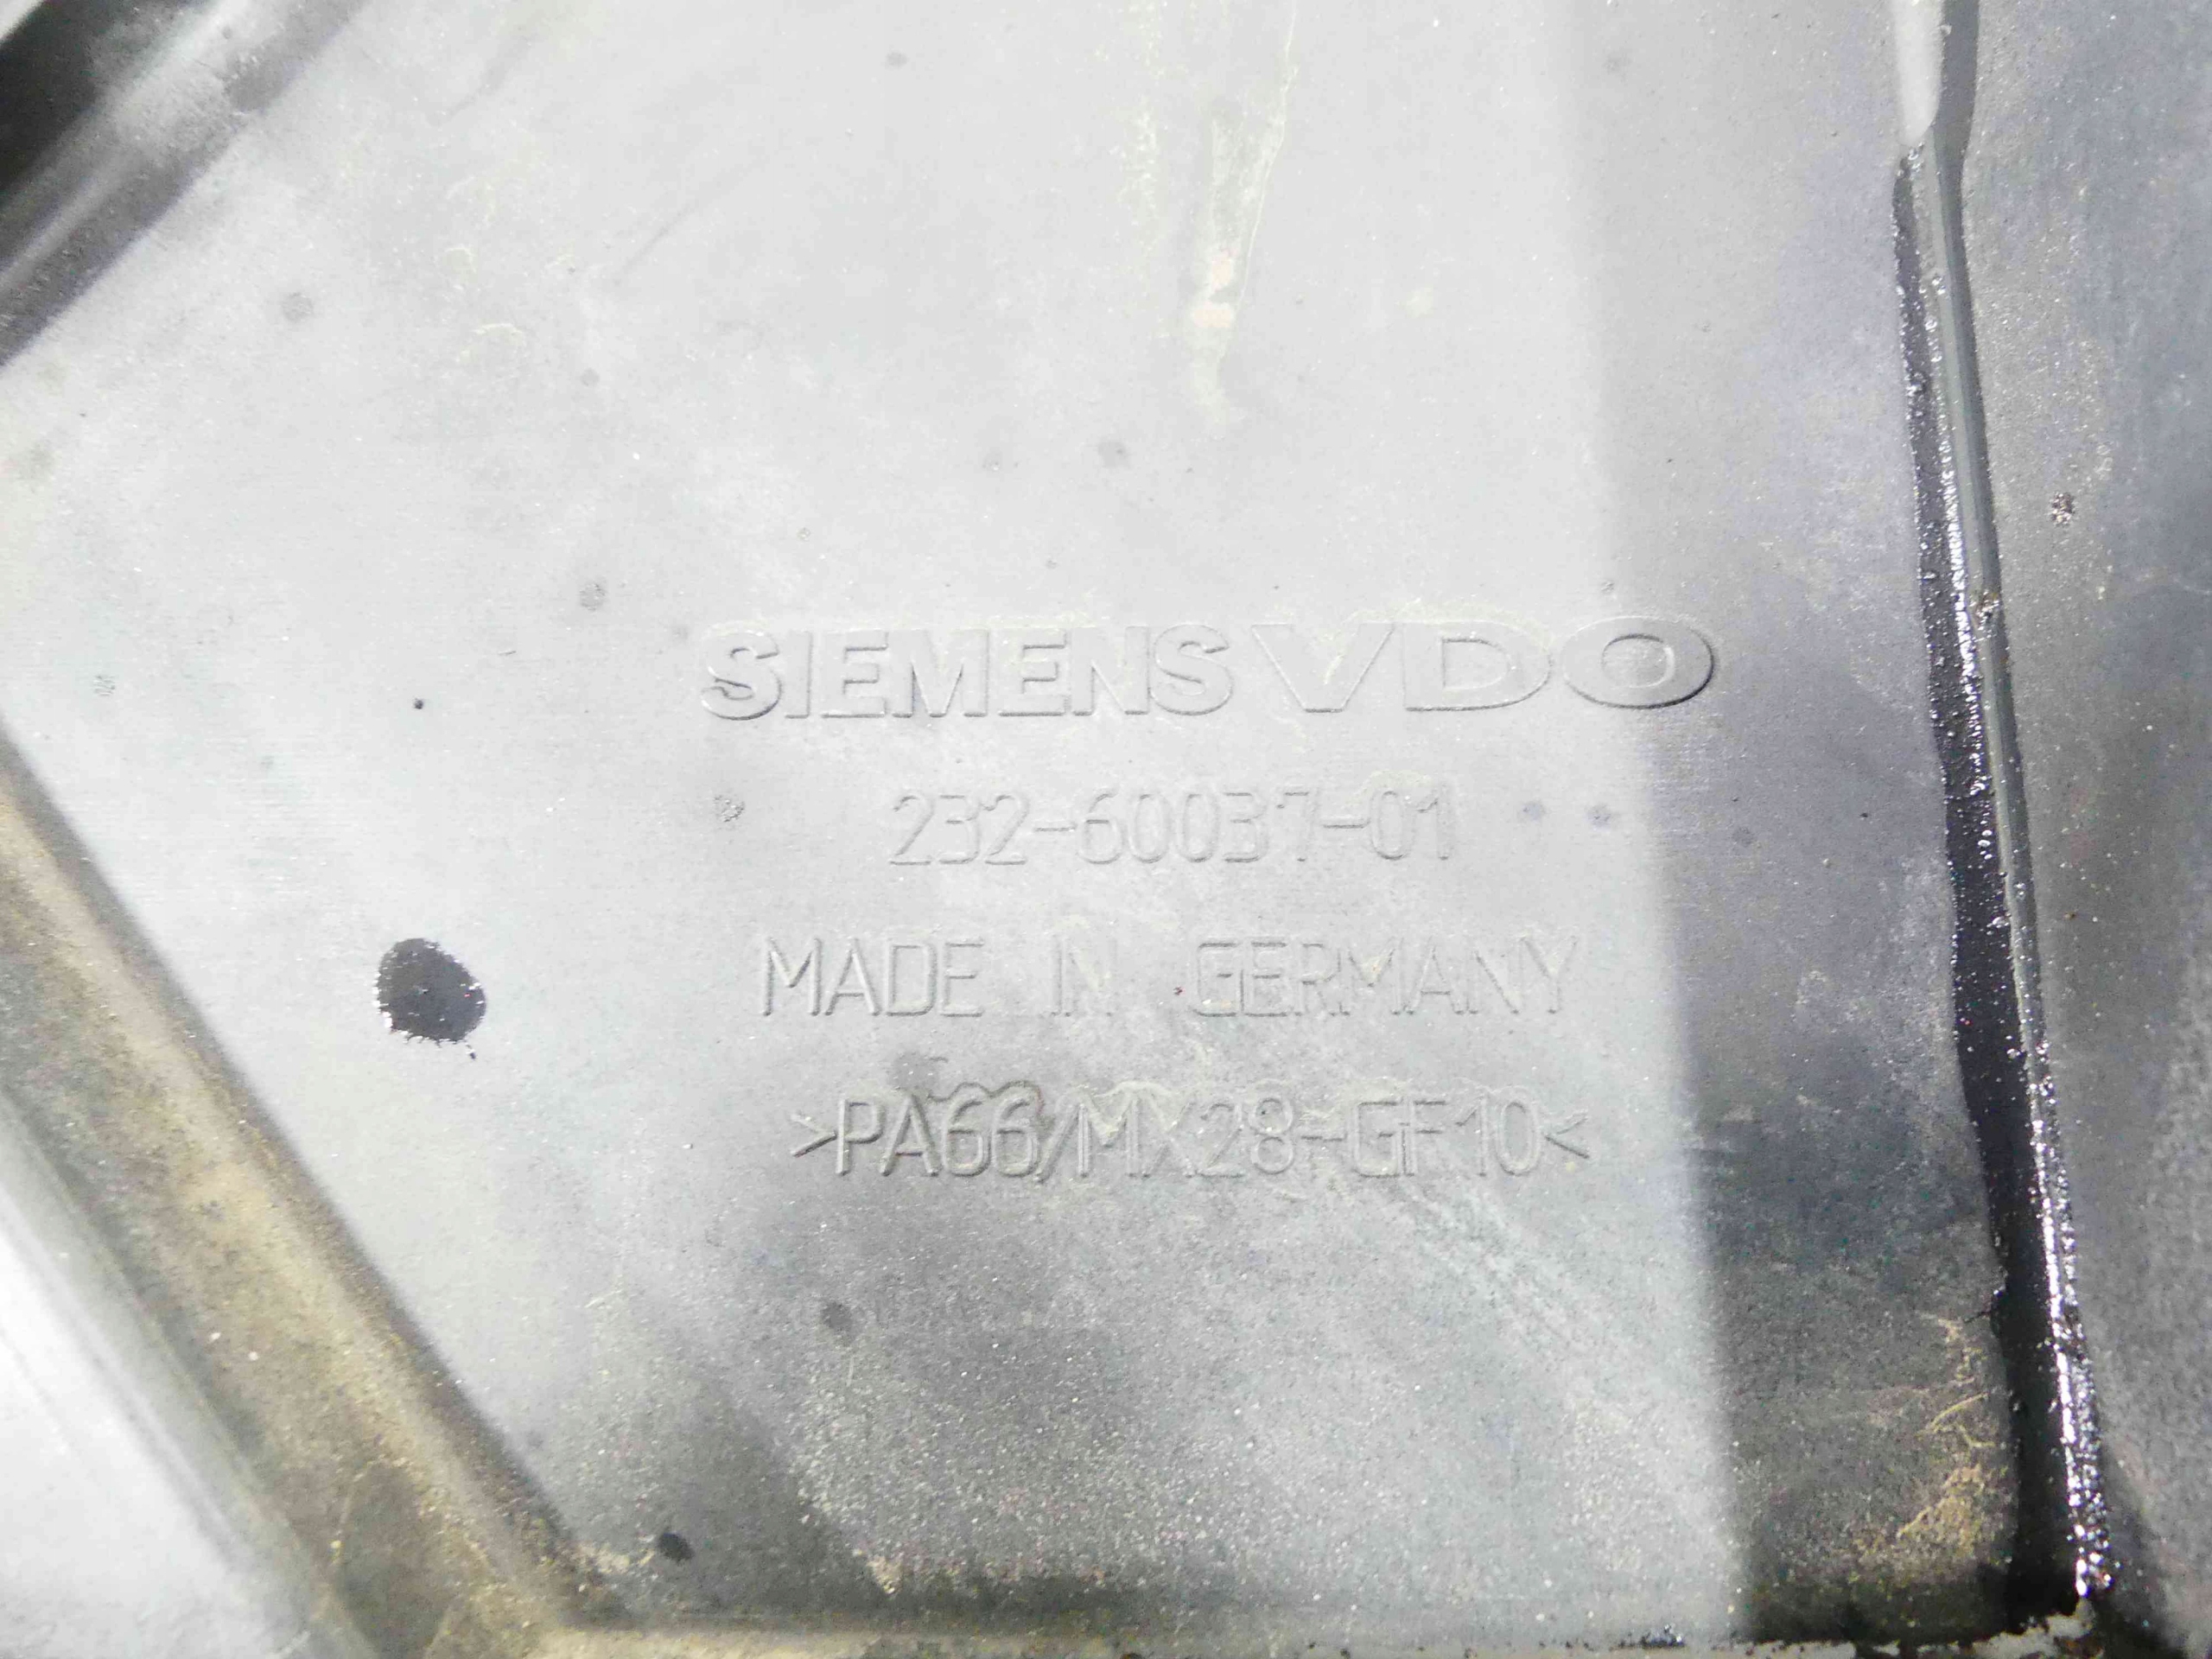 SIEMENS VDO
232-60037-01
MADE IN GERMANY
>PA66/MX28-GF10<